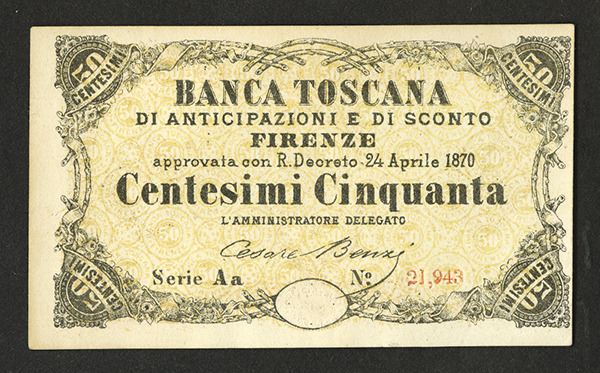 50 CENTESIMI
50 CENTESIMI
BANCA TOSCANA
DI ANTICIPAZIONI E DI SCONTO
FIRENZE
approvata con R. Decreto 24 Aprile 1870
Centesimi Cinquanta
L'AMMINISTRATORE DELEGATO
Cesare Benzi
Serie Aa No. 21,943
CENTESIMI 50
CENTESIMI 50